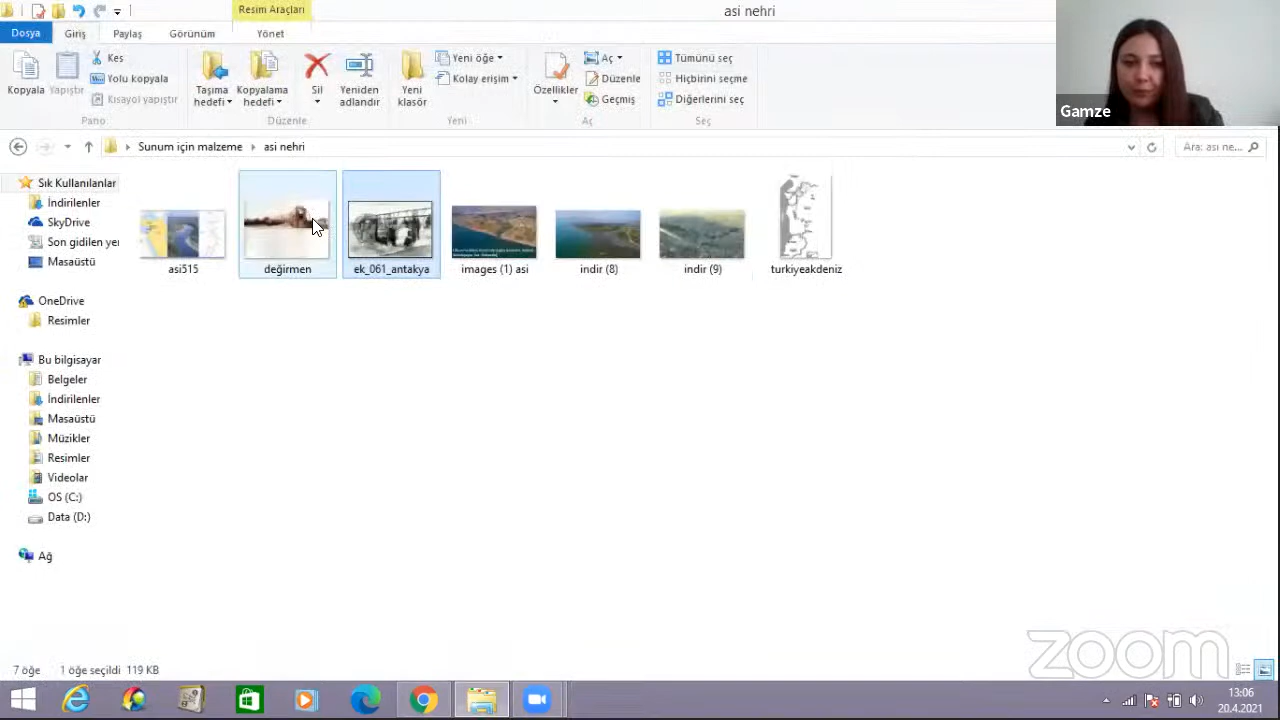 Resim Araçları
asi nehri
Dosya
Giriş
Paylaş
Görünüm
Yönet
Kopyala
Yapıştır
Kes
Yolu kopyala
Kısayol yapıştır
Pano
Taşıma hedefi
Kopyalama hedefi
Sil
Yeniden adlandır
Düzenle
Yeni klasör
Yeni öğe
Kolay erişim
Yeni
Özellikler
Aç
Düzenle
Geçmiş
Aç
Tümünü seç
Hiçbirini seçme
Diğerlerini seç
Seç
Gamze
Sunum için malzeme
asi nehri
Ara: ası ne...
Sık Kullanılanlar
İndirilenler
SkyDrive
Son gidilen yer
Masaüstü
OneDrive
Resimler
Bu bilgisayar
Belgeler
İndirilenler
Masaüstü
Müzikler
Resimler
Videolar
OS (C:)
Data (D:)
Ağ
asi515
değirmen
ek_061_antakya
images (1) asi
indir (8)
indir (9)
turkiyeakdeniz
7 öğe
1 öğe seçildi 119 KB
zoom
13:06
20.4.2021